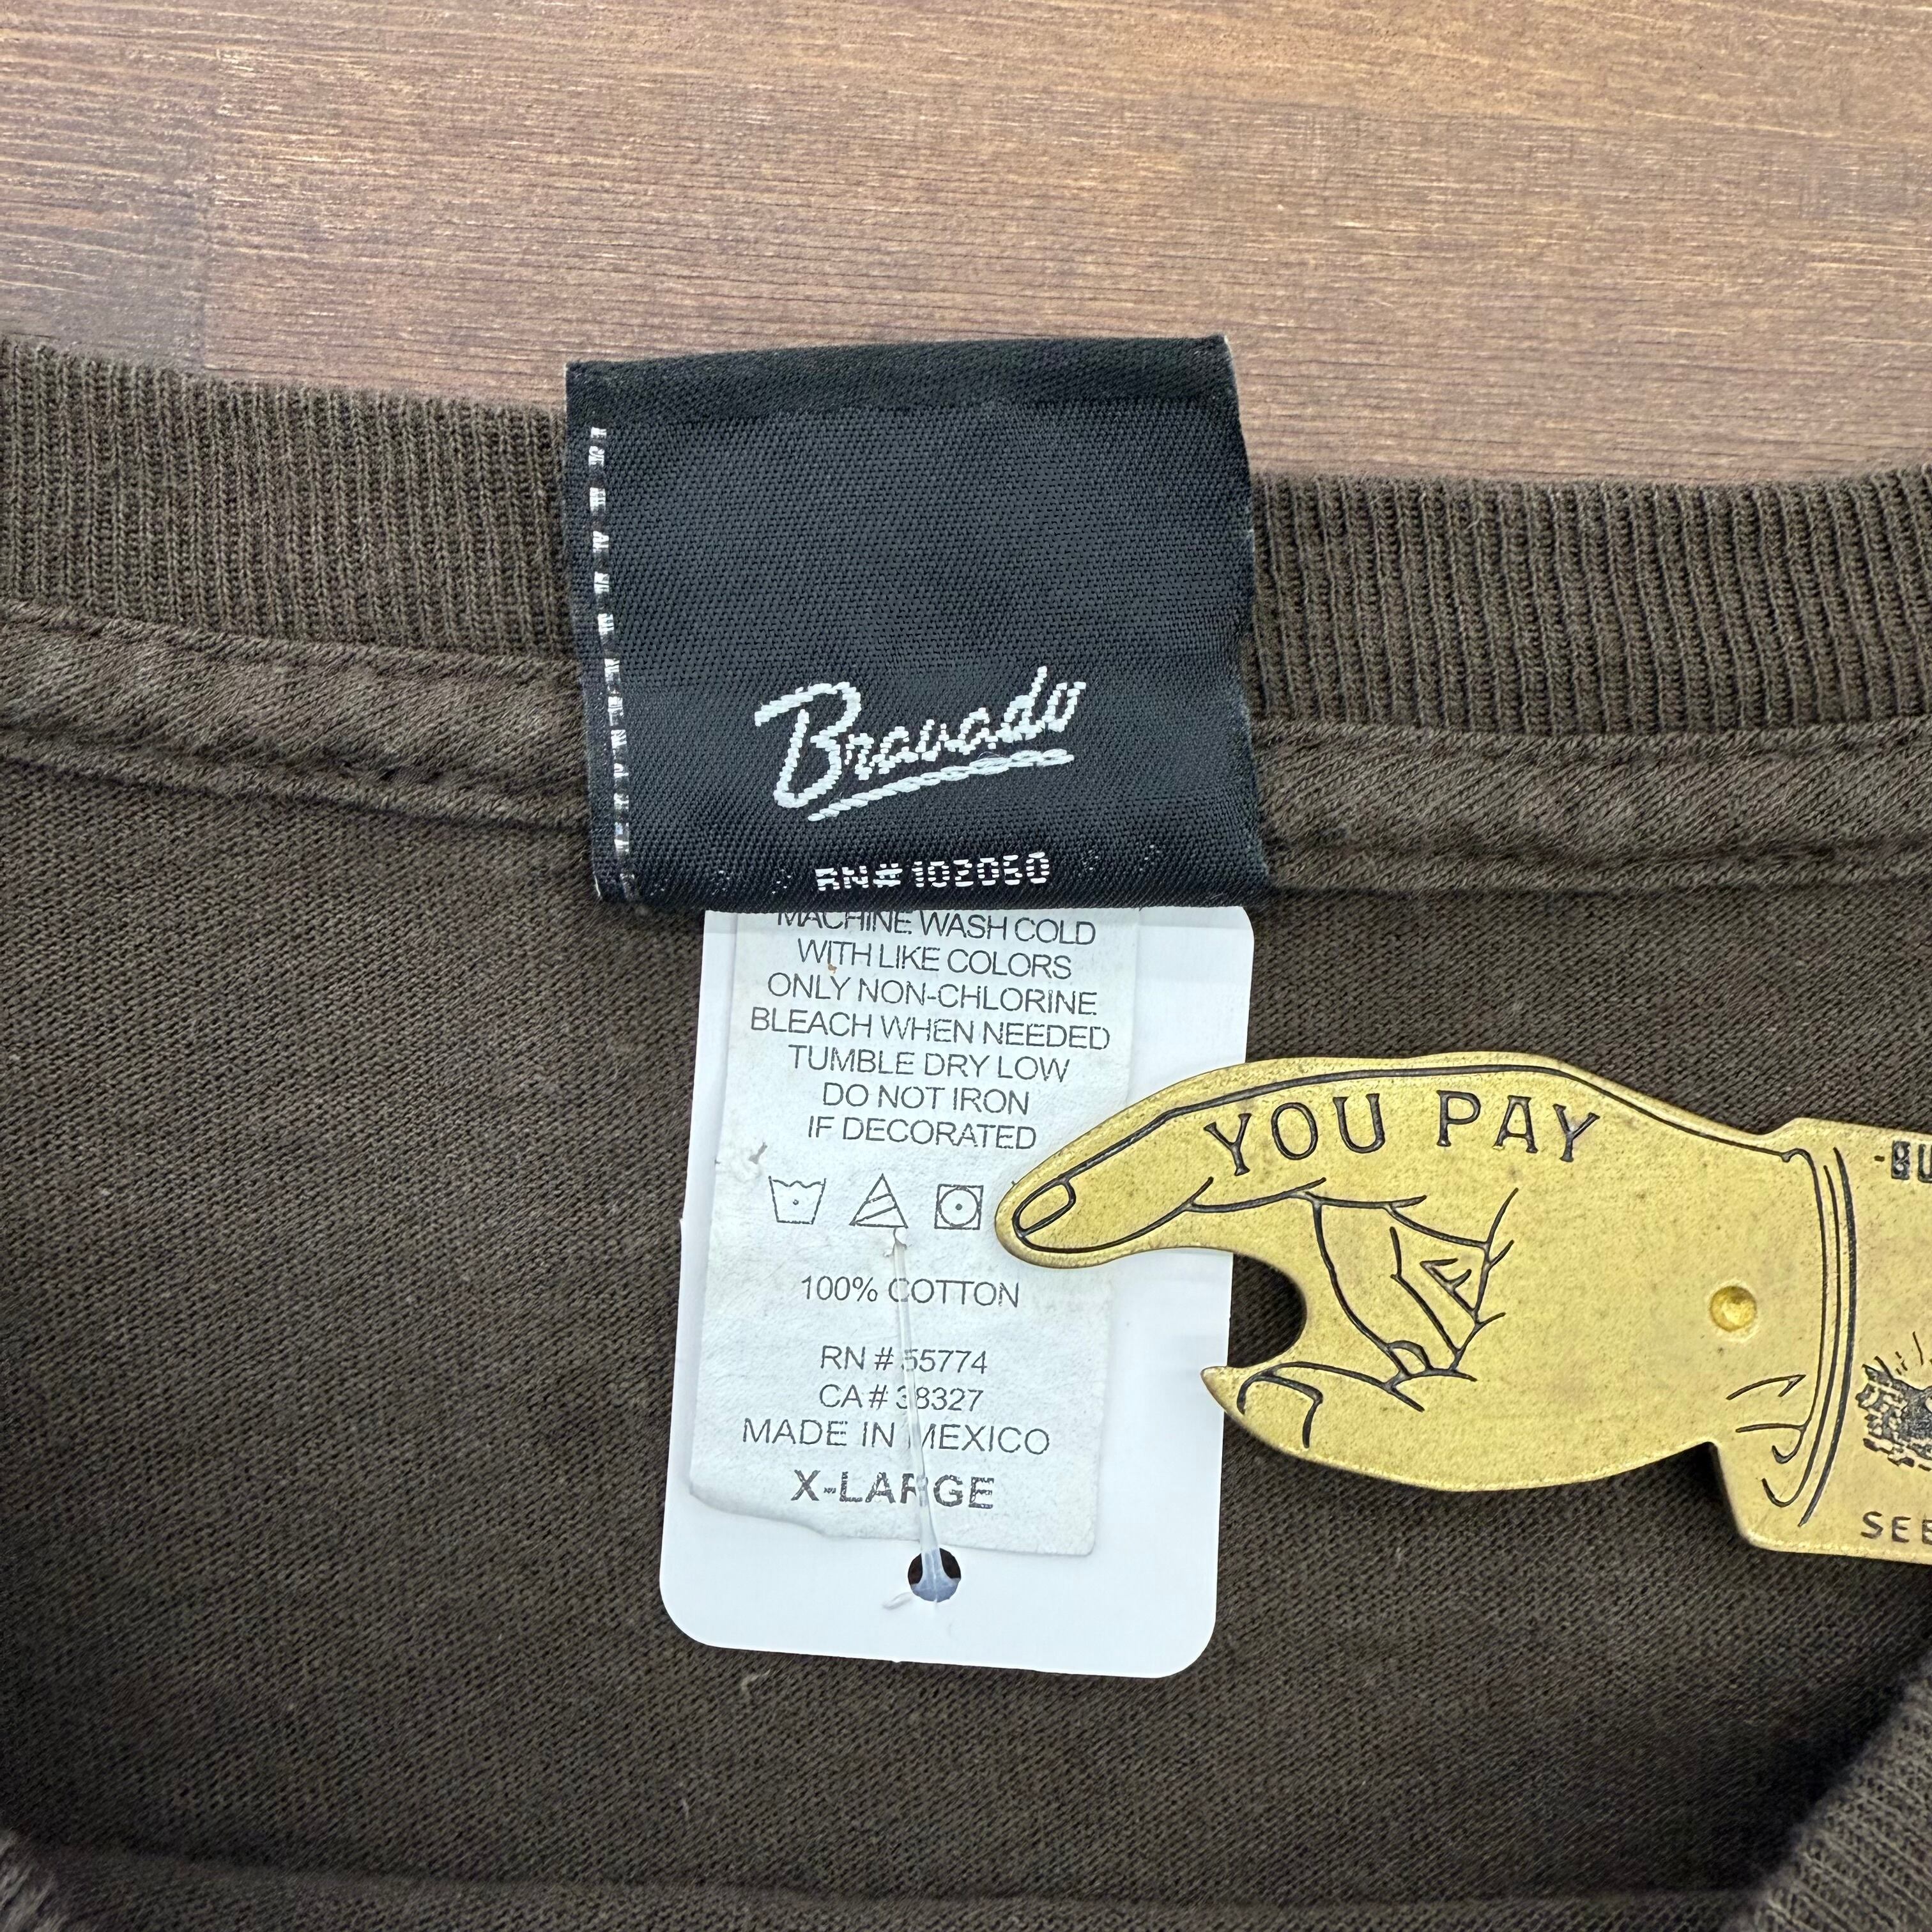 Bravado
RN#102060
MACHINE WASH COLD
WITH LIKE COLORS
ONLY NON-CHLORINE
BLEACH WHEN NEEDED
TUMBLE DRY LOW
DO NOT IRON
IF DECORATED
100% COTTON
RN # 55774
CA # 38327
MADE IN MEXICO
X-LARGE
YOU PAY